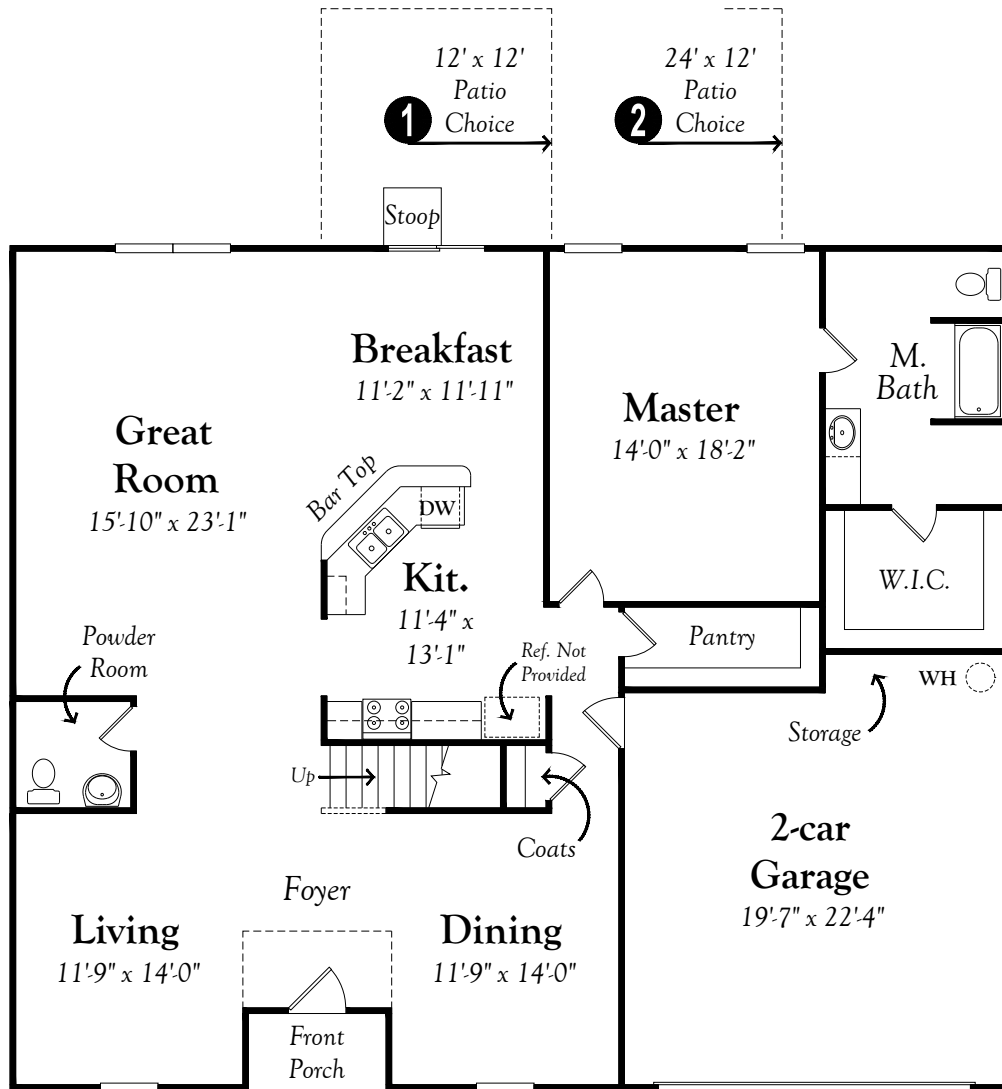 12' x 12'
Patio
Choice
1
24' x 12'
Patio
Choice
2
Stoop
Breakfast
11'-2" x 11'-11"
M.
Bath
Master
14'-0" x 18'-2"
Great
Room
15'-10" x 23'-1"
Bar Top
DW
Kit.
11'-4" x
13'-1"
W.I.C.
Powder
Room
Ref. Not
Provided
Pantry
WH
Storage
Up
Coats
2-car
Garage
19'-7" x 22'-4"
Foyer
Living
11'-9" x 14'-0"
Dining
11'-9" x 14'-0"
Front
Porch